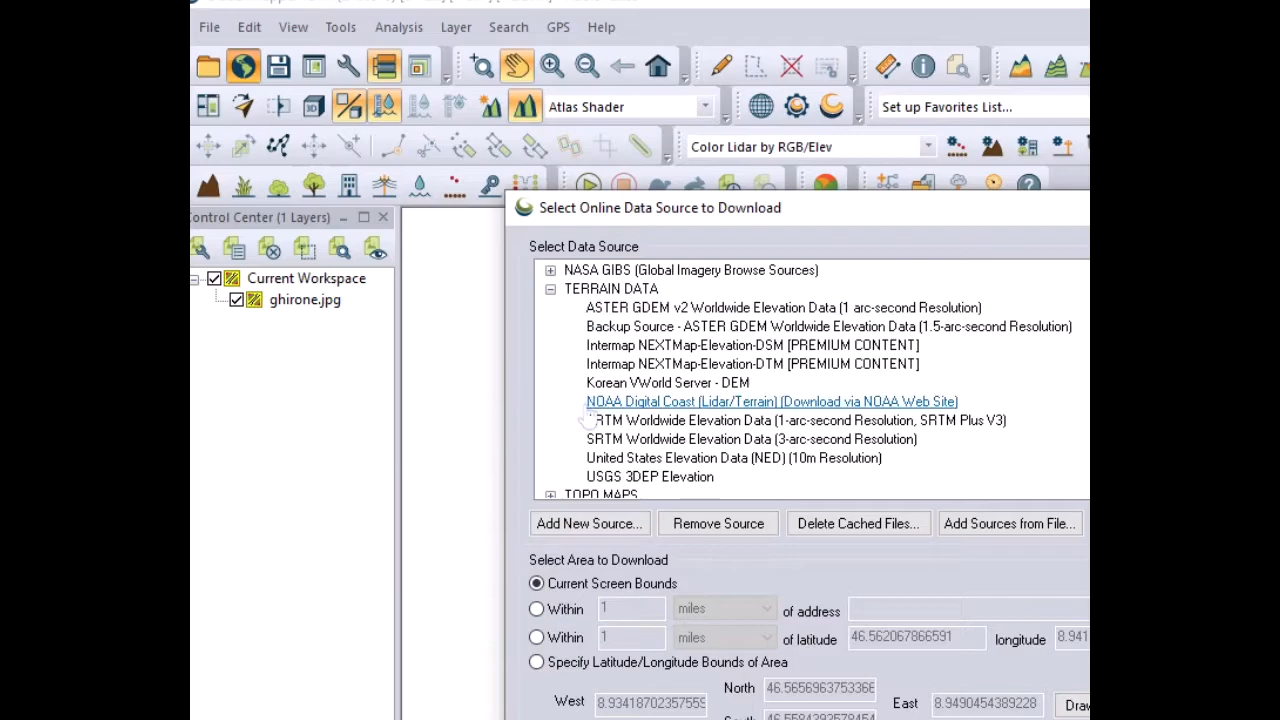 File Edit View Tools Analysis Layer Search GPS Help
Atlas Shader
Set up Favorites List...
Color Lidar by RGB/Elev
Control Center (1 Layers)
Current Workspace
ghirone.jpg
Select Online Data Source to Download
Select Data Source
NASA GIBS (Global Imagery Browse Sources)
TERRAIN DATA
ASTER GDEM v2 Worldwide Elevation Data (1 arc-second Resolution)
Backup Source - ASTER GDEM Worldwide Elevation Data (1.5-arc-second Resolution)
Intermap NEXTMap-Elevation-DSM [PREMIUM CONTENT]
Intermap NEXTMap-Elevation-DTM [PREMIUM CONTENT]
Korean VWorld Server - DEM
NOAA Digital Coast (Lidar/Terrain) (Download via NOAA Web Site)
SRTM Worldwide Elevation Data (1-arc-second Resolution, SRTM Plus V3)
SRTM Worldwide Elevation Data (3-arc-second Resolution)
United States Elevation Data (NED) (10m Resolution)
USGS 3DEP Elevation
TOPO MAPS
Add New Source... Remove Source Delete Cached Files... Add Sources from File...
Select Area to Download
Current Screen Bounds
Within 1 miles of address
Within 1 miles of latitude 46.562067866591 longitude 8.941
Specify Latitude/Longitude Bounds of Area
North 46.5656963753368
West 8.93418702357559 East 8.9490454389228 Draw